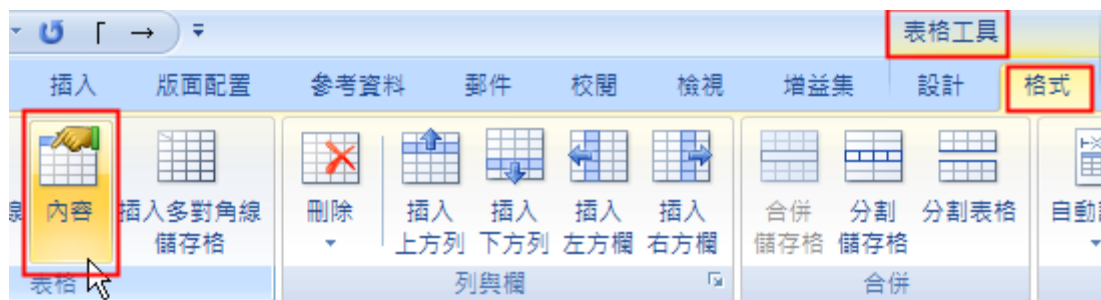 表格工具
插入 版面配置 參考資料 郵件 校閱 檢視 增益集 設計 格式
內容 插入多對角線 刪除 插入 插入 插入 插入 合併 分割 分割表格 自動
儲存格 上方列 下方列 左方欄 右方欄 儲存格 儲存格
表格 列與欄 合併